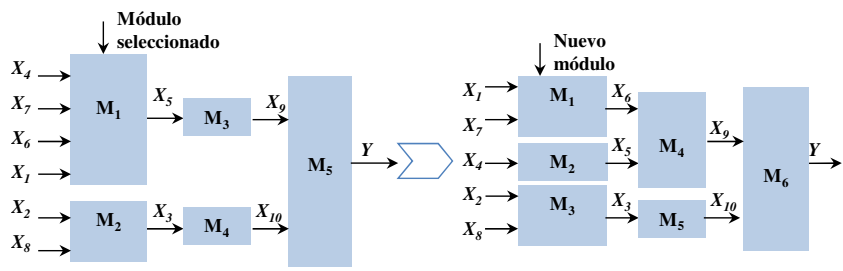 Módulo
seleccionado
X4
X7
X6
X1
M1
X5
M3
X9
X2
X8
M2
X3
M4
X10
M5
Y
Nuevo
módulo
X1
X7
M1
X6
X4
M2
X5
M4
X9
X2
X8
M3
X3
M5
X10
M6
Y